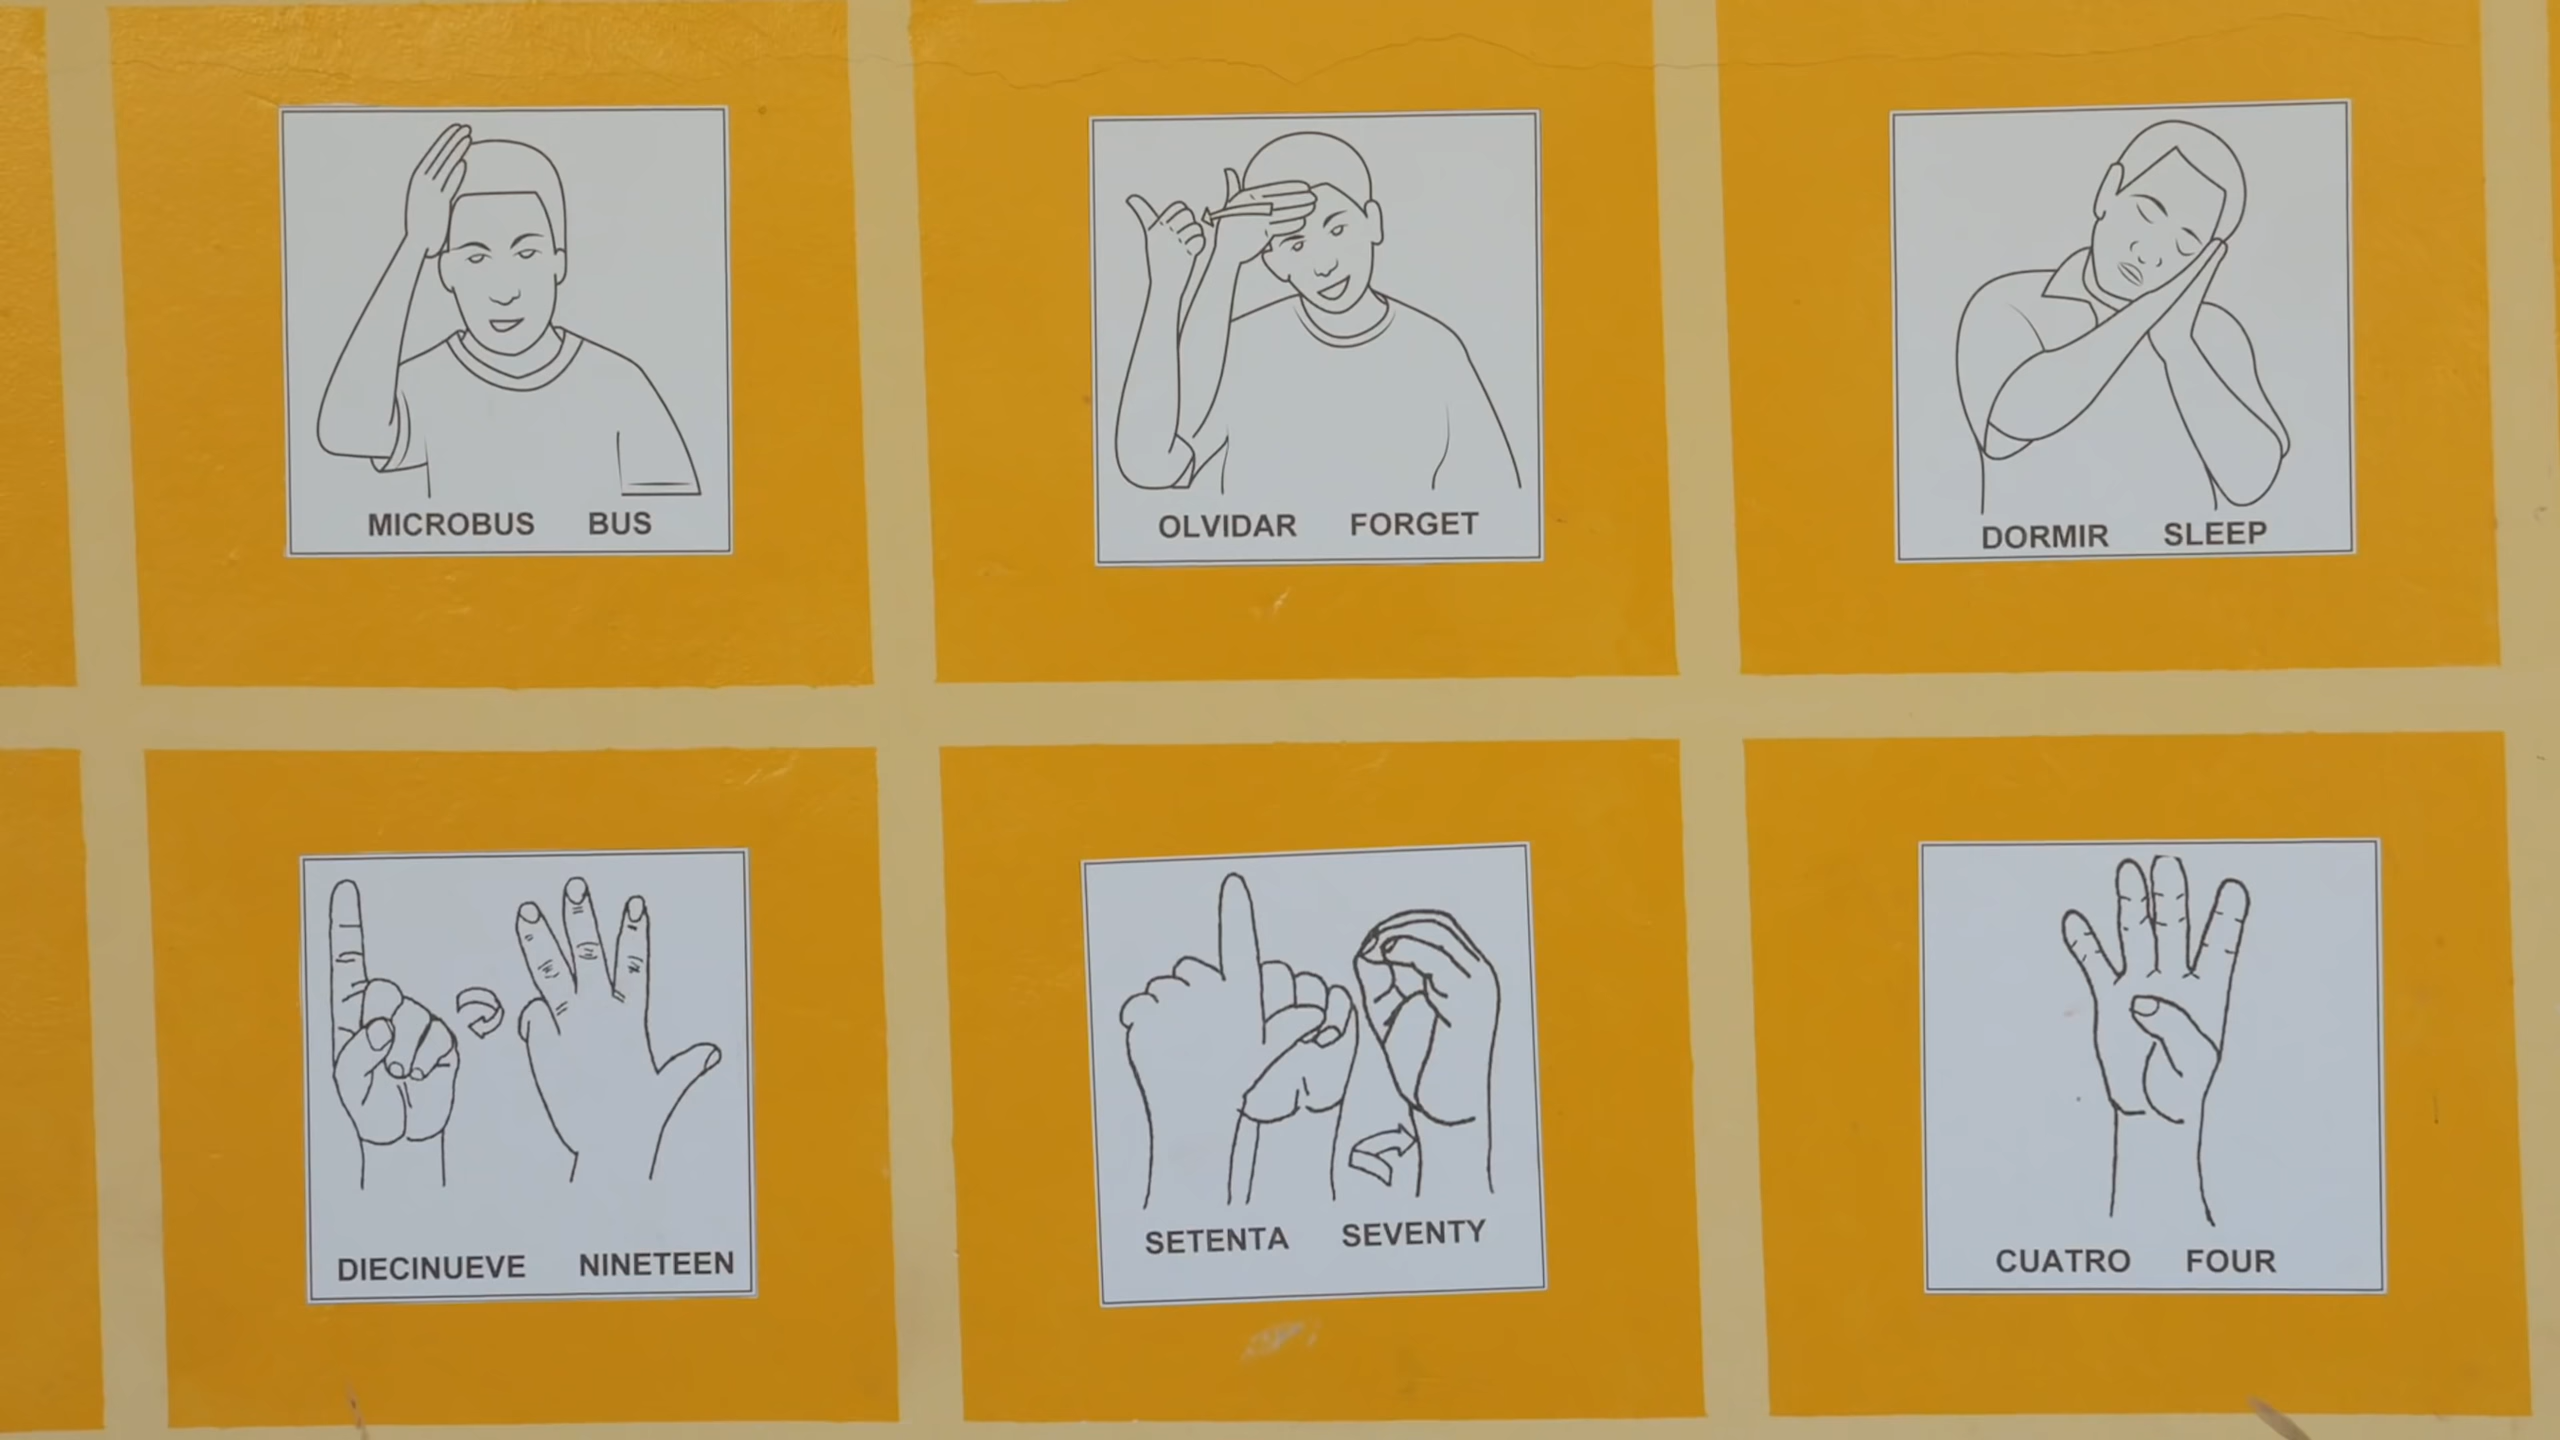 MICROBUS BUS
OLVIDAR FORGET
DORMIR SLEEP
DIECINUEVE NINETEEN
SETENTA SEVENTY
CUATRO FOUR